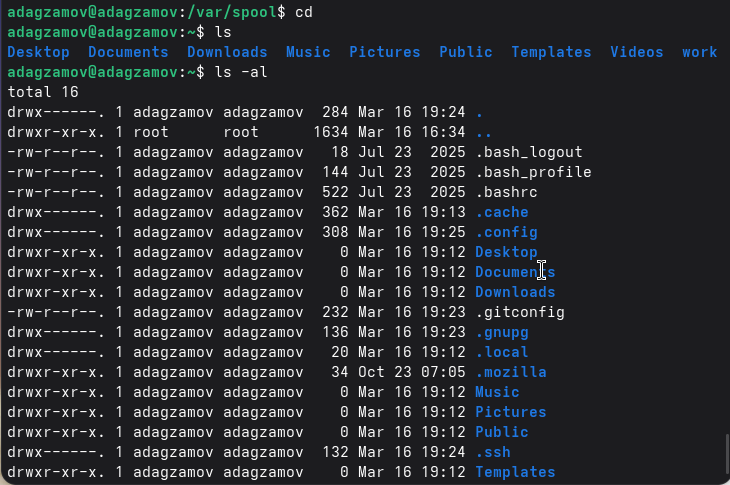 adagzamov@adagzamov:/var/spool$ cd
adagzamov@adagzamov:~$ ls
Desktop  Documents  Downloads  Music  Pictures  Public  Templates  Videos  work
adagzamov@adagzamov:~$ ls -al
total 16
drwx------. 1 adagzamov adagzamov  284 Mar 16 19:24 .
drwxr-xr-x. 1 root      root      1634 Mar 16 16:34 ..
-rw-r--r--. 1 adagzamov adagzamov   18 Jul 23  2025 .bash_logout
-rw-r--r--. 1 adagzamov adagzamov  144 Jul 23  2025 .bash_profile
-rw-r--r--. 1 adagzamov adagzamov  522 Jul 23  2025 .bashrc
drwx------. 1 adagzamov adagzamov  362 Mar 16 19:13 .cache
drwx------. 1 adagzamov adagzamov  308 Mar 16 19:25 .config
drwxr-xr-x. 1 adagzamov adagzamov    0 Mar 16 19:12 Desktop
drwxr-xr-x. 1 adagzamov adagzamov    0 Mar 16 19:12 Documents
drwxr-xr-x. 1 adagzamov adagzamov    0 Mar 16 19:12 Downloads
-rw-r--r--. 1 adagzamov adagzamov  232 Mar 16 19:23 .gitconfig
drwx------. 1 adagzamov adagzamov  136 Mar 16 19:23 .gnupg
drwx------. 1 adagzamov adagzamov   20 Mar 16 19:12 .local
drwxr-xr-x. 1 adagzamov adagzamov   34 Oct 23 07:05 .mozilla
drwxr-xr-x. 1 adagzamov adagzamov    0 Mar 16 19:12 Music
drwxr-xr-x. 1 adagzamov adagzamov    0 Mar 16 19:12 Pictures
drwxr-xr-x. 1 adagzamov adagzamov    0 Mar 16 19:12 Public
drwx------. 1 adagzamov adagzamov  132 Mar 16 19:24 .ssh
drwxr-xr-x. 1 adagzamov adagzamov    0 Mar 16 19:12 Templates